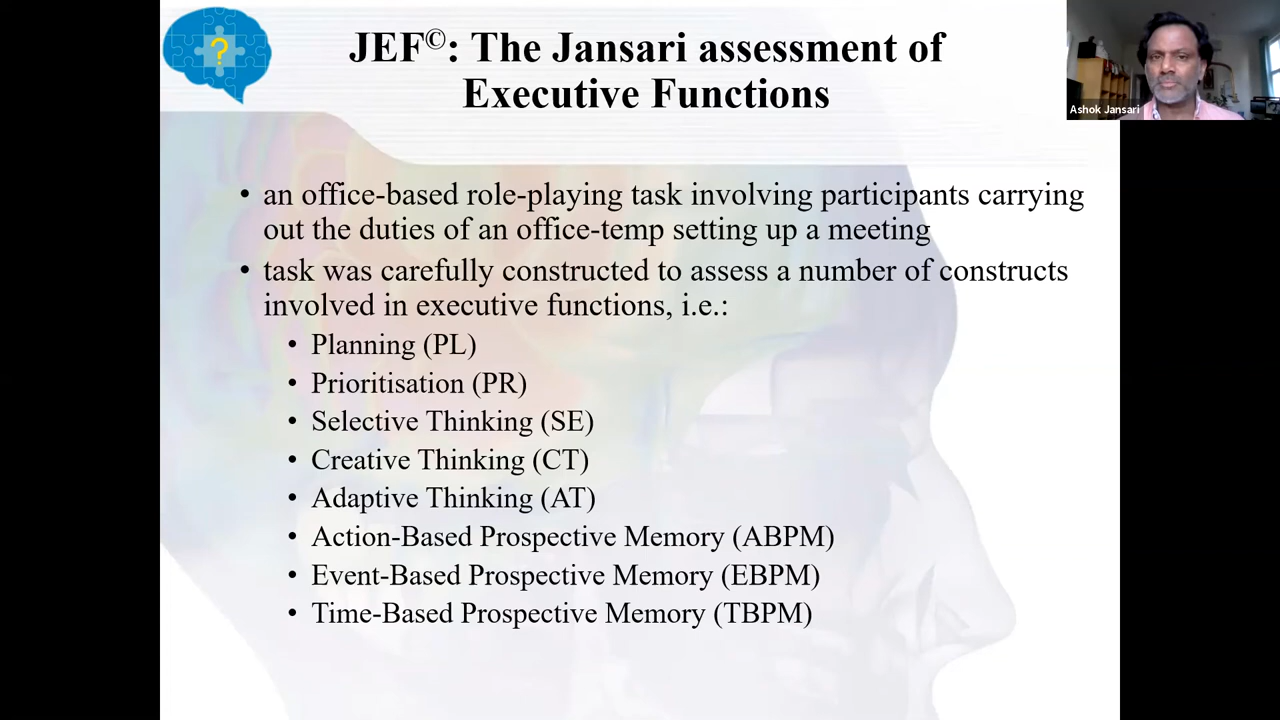 ?
JEF©: The Jansari assessment of
Executive Functions
Ashok Jansari
• an office-based role-playing task involving participants carrying
out the duties of an office-temp setting up a meeting
• task was carefully constructed to assess a number of constructs
involved in executive functions, i.e.:
• Planning (PL)
• Prioritisation (PR)
• Selective Thinking (SE)
• Creative Thinking (CT)
• Adaptive Thinking (AT)
• Action-Based Prospective Memory (ABPM)
• Event-Based Prospective Memory (EBPM)
• Time-Based Prospective Memory (TBPM)